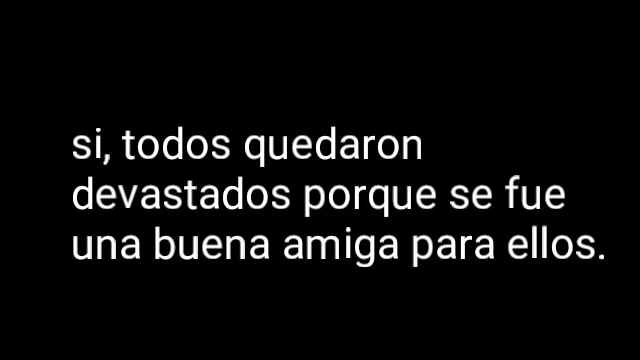 si, todos quedaron
devastados porque se fue
una buena amiga para ellos.